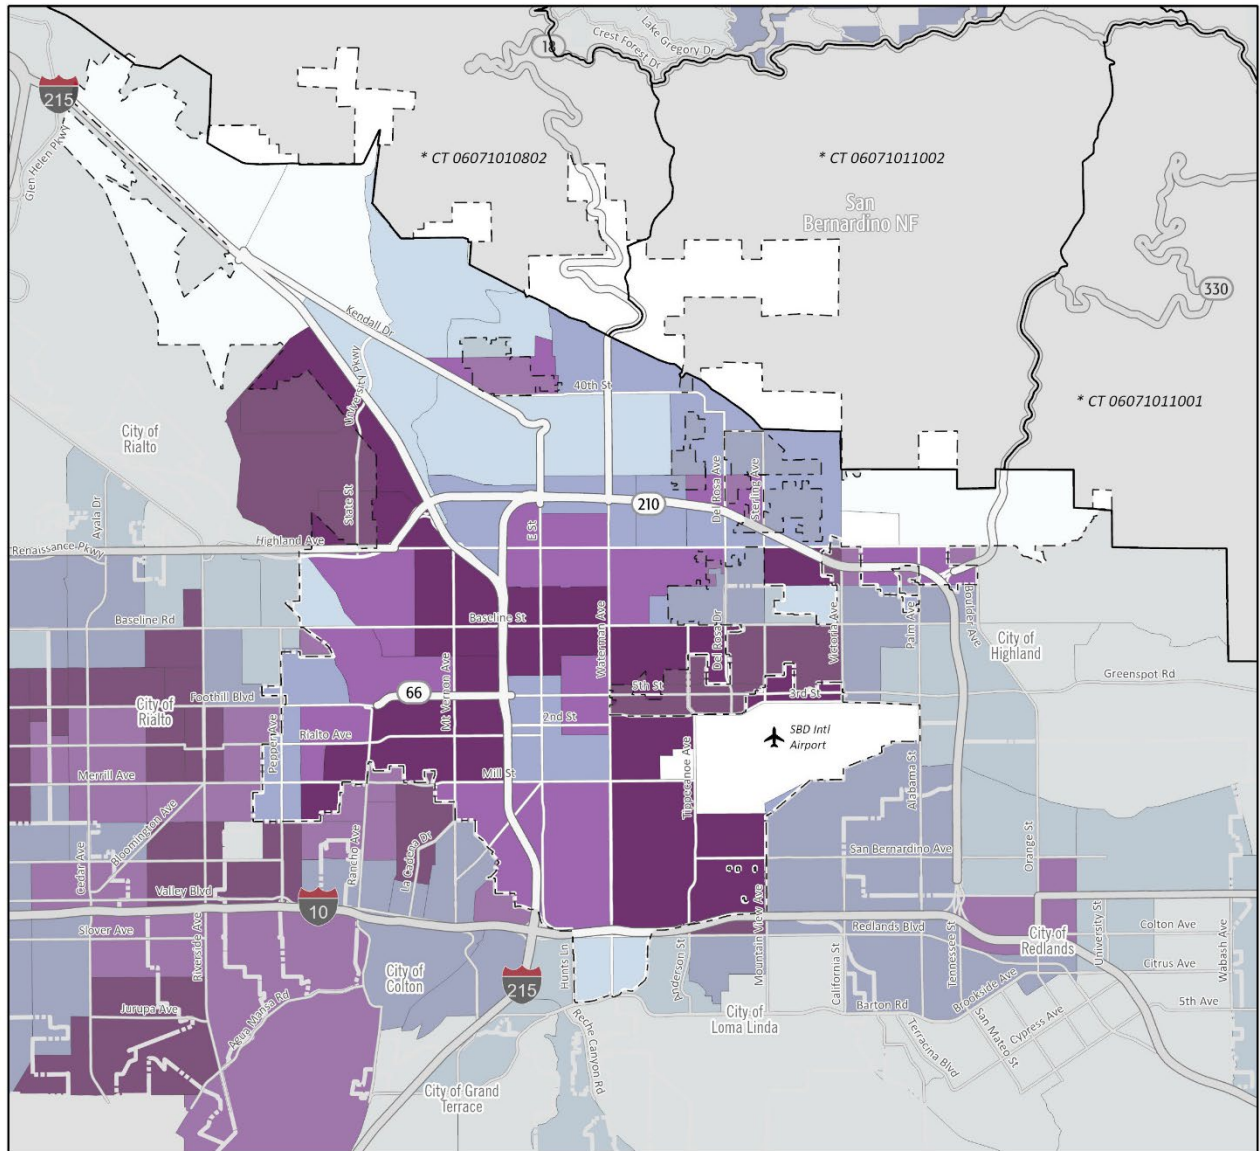 18
Crest Forest Dr
Lake Gregory Dr
215
Glen Helen Pkwy
* CT 06071010802
* CT 06071011002
San
Bernardino NF
330
Kendall Dr
University Pkwy
40th St
* CT 06071011001
City of
Rialto
Ayala Dr
State St
E St
210
Del Rosa Ave
Sterling Ave
Renaissance Pkwy
Highland Ave
Baseline Rd
Baseline St
Waterman Ave
Del Rosa Dr
Victoria Ave
Palm Ave
Boulder Ave
City of
Highland
Greenspot Rd
Foothill Blvd
66
Mt Vernon Ave
5th St
3rd St
City of
Rialto
Pepper Ave
Rialto Ave
2nd St
SBD Intl
Airport
Merrill Ave
Mill St
Tippecanoe Ave
Alabama St
Bloomington Ave
Cedar Ave
Rancho Ave
La Cadena Dr
San Bernardino Ave
Orange St
Valley Blvd
10
Mountain View Ave
Slover Ave
Riverside Ave
Redlands Blvd
Tennessee St
City of
Redlands
University St
Colton Ave
Wabash Ave
City of
Colton
215
Hunts Ln
Anderson St
California St
Citrus Ave
Brookside Ave
Jurupa Ave
Agua Mansa Rd
City of
Loma Linda
Barton Rd
5th Ave
Cypress Ave
San Mateo St
Terracina Blvd
Reche Canyon Rd
City of Grand
Terrace